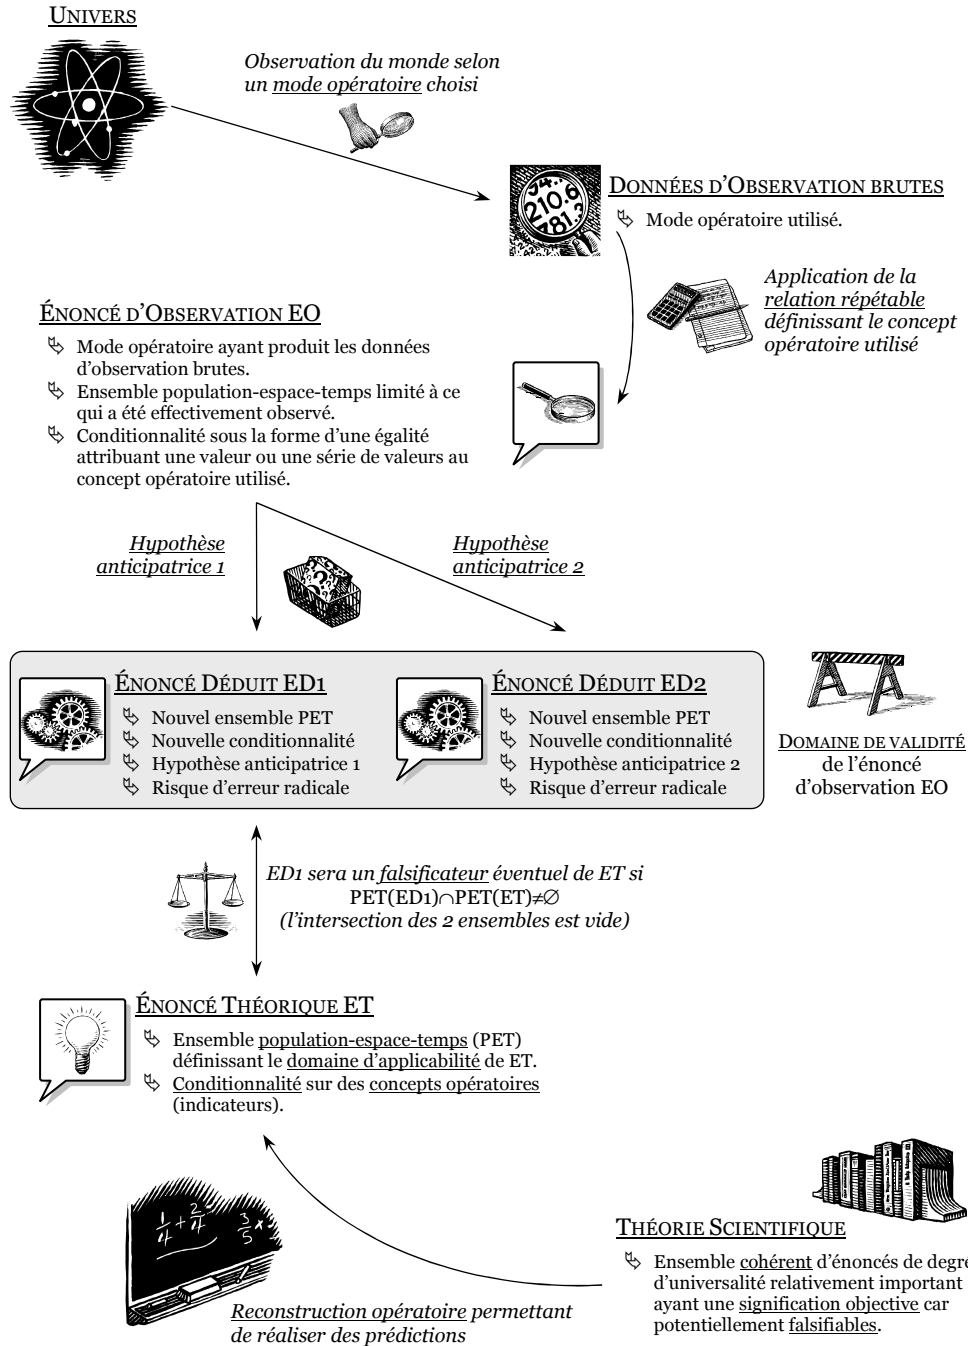 UNIVERS
Observation du monde selon
un mode opératoire choisi
94..
210.6
481.
DONNÉES D'OBSERVATION BRUTES
Mode opératoire utilisé.
Application de la
relation répétable
définissant le concept
opératoire utilisé
ÉNONCÉ D'OBSERVATION EO
Mode opératoire ayant produit les données
d'observation brutes.
Ensemble population-espace-temps limité à ce
qui a été effectivement observé.
Conditionnalité sous la forme d'une égalité
attribuant une valeur ou une série de valeurs au
concept opératoire utilisé.
Hypothèse
anticipatrice 1
Hypothèse
anticipatrice 2
ÉNONCÉ DÉDUIT ED1
Nouvel ensemble PET
Nouvelle conditionnalité
Hypothèse anticipatrice 1
Risque d'erreur radicale
ÉNONCÉ DÉDUIT ED2
Nouvel ensemble PET
Nouvelle conditionnalité
Hypothèse anticipatrice 2
Risque d'erreur radicale
DOMAINE DE VALIDITÉ
de l'énoncé
d'observation EO
ED1 sera un falsificateur éventuel de ET si
PET(ED1)∩PET(ET)≠∅
(l'intersection des 2 ensembles est vide)
ÉNONCÉ THÉORIQUE ET
Ensemble population-espace-temps (PET)
définissant le domaine d'applicabilité de ET.
Conditionnalité sur des concepts opératoires
(indicateurs).
THÉORIE SCIENTIFIQUE
Ensemble cohérent d'énoncés de degré
d'universalité relativement important
ayant une signification objective car
potentiellement falsifiables.
Reconstruction opératoire permettant
de réaliser des prédictions